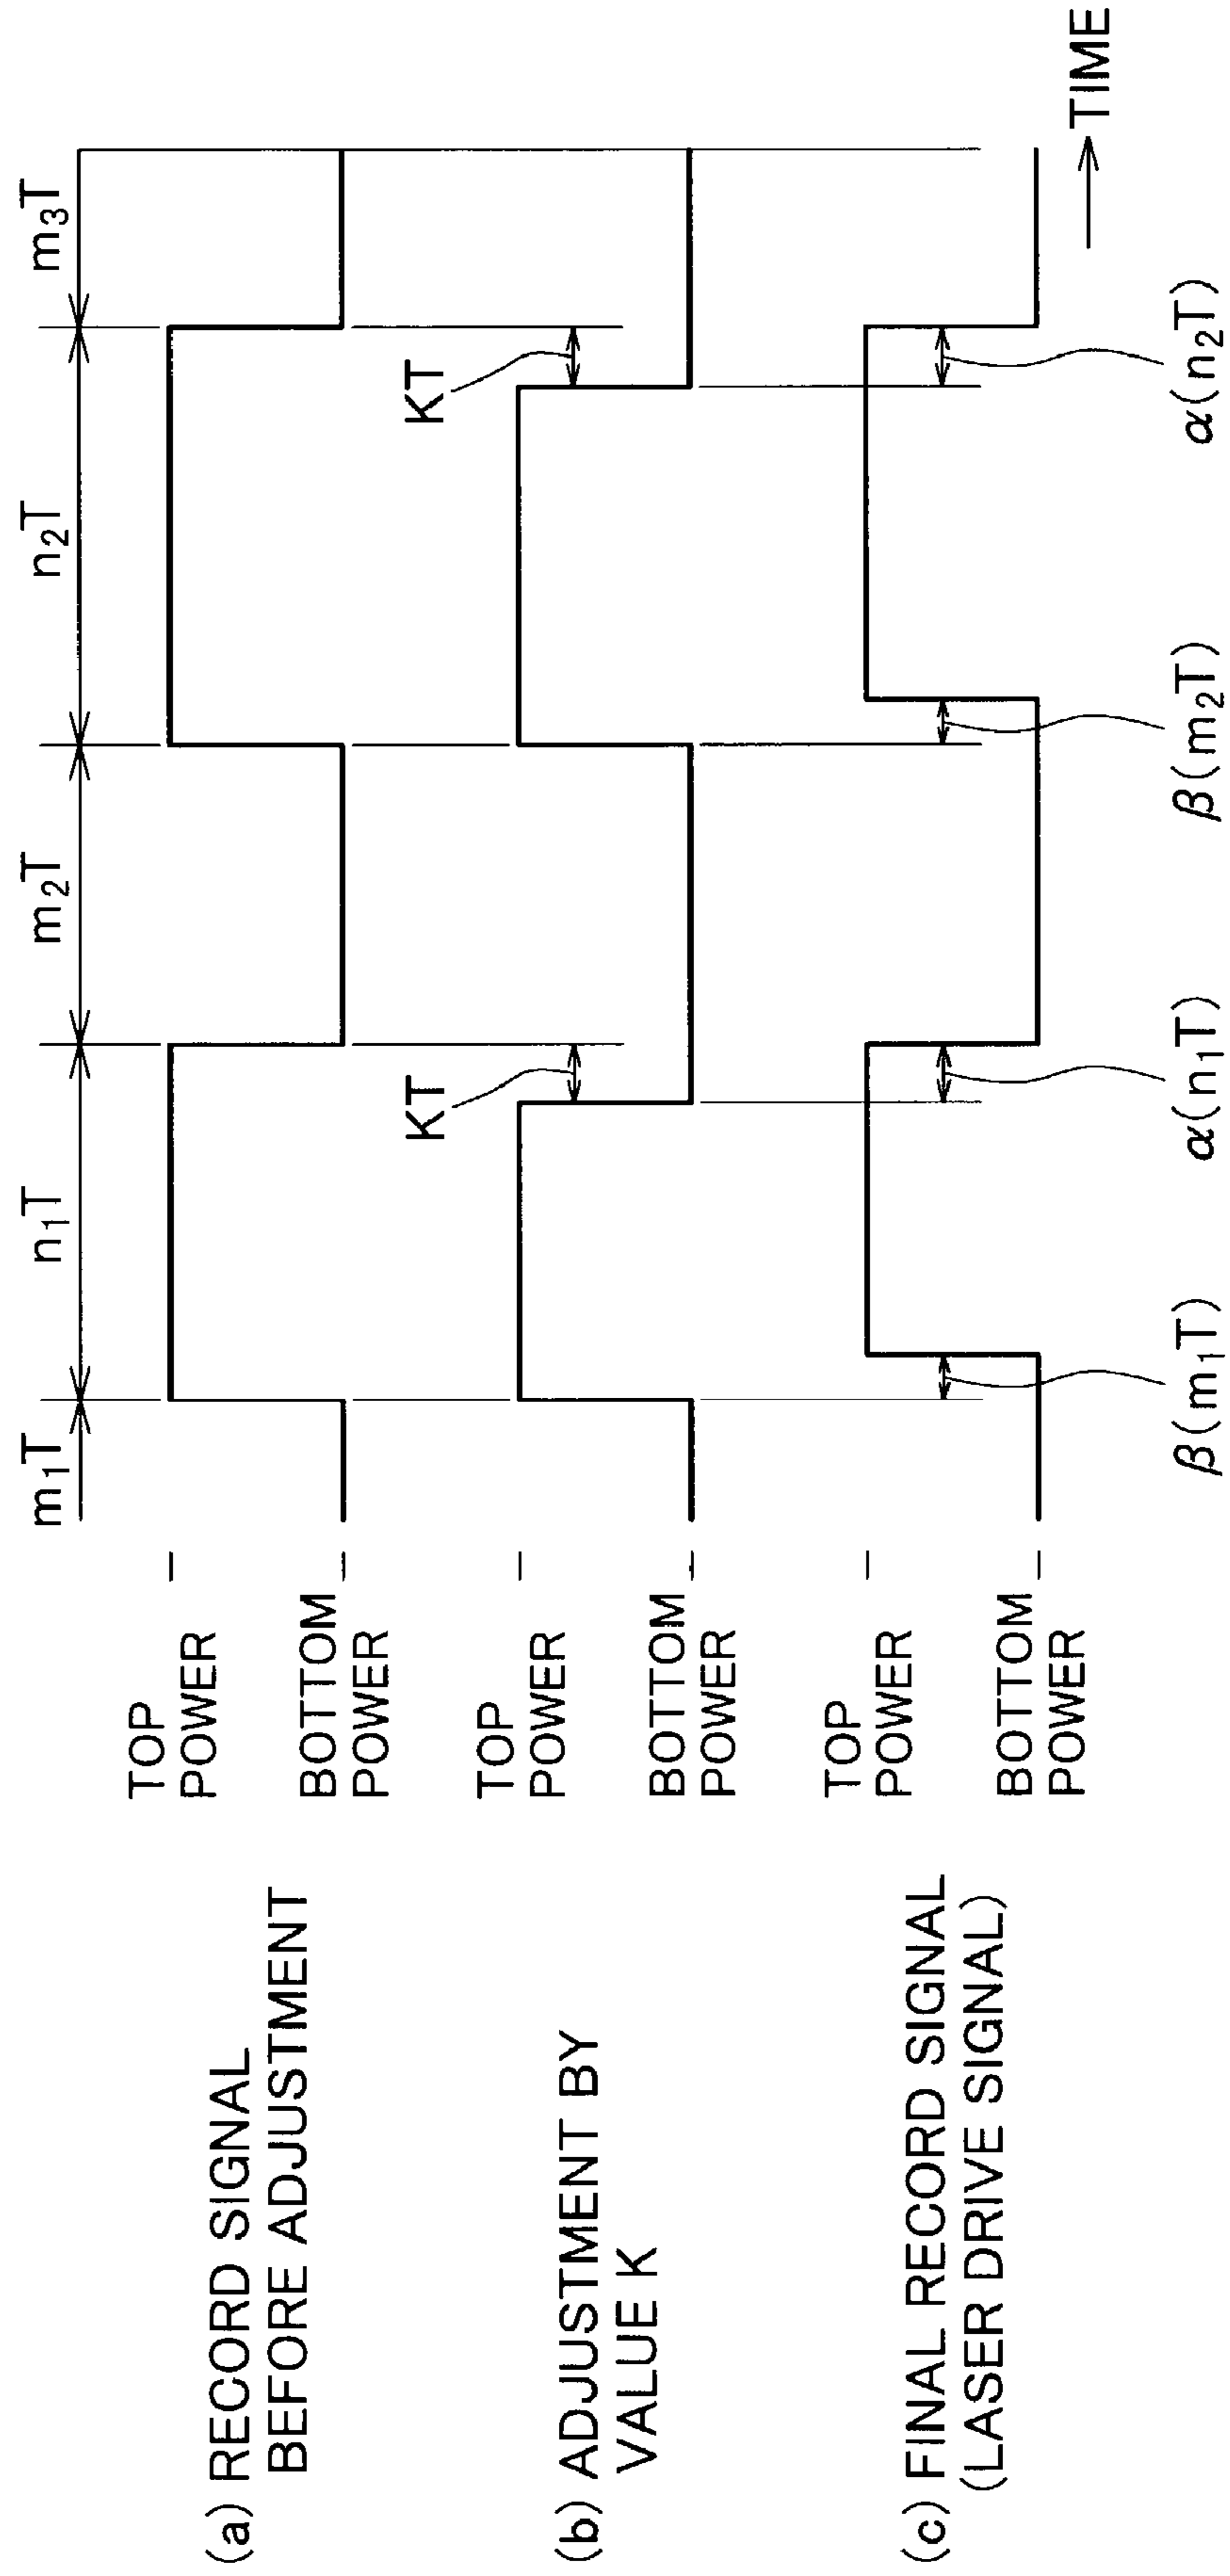 m₁T n₁T m₂T n₂T m₃T
(a) RECORD SIGNAL
BEFORE ADJUSTMENT
TOP
POWER
BOTTOM
POWER
(b) ADJUSTMENT BY
VALUE K
TOP
POWER
BOTTOM
POWER
KT KT
(c) FINAL RECORD SIGNAL
(LASER DRIVE SIGNAL)
TOP
POWER
BOTTOM
POWER
TIME
β(m₁T) α(n₁T) β(m₂T) α(n₂T)